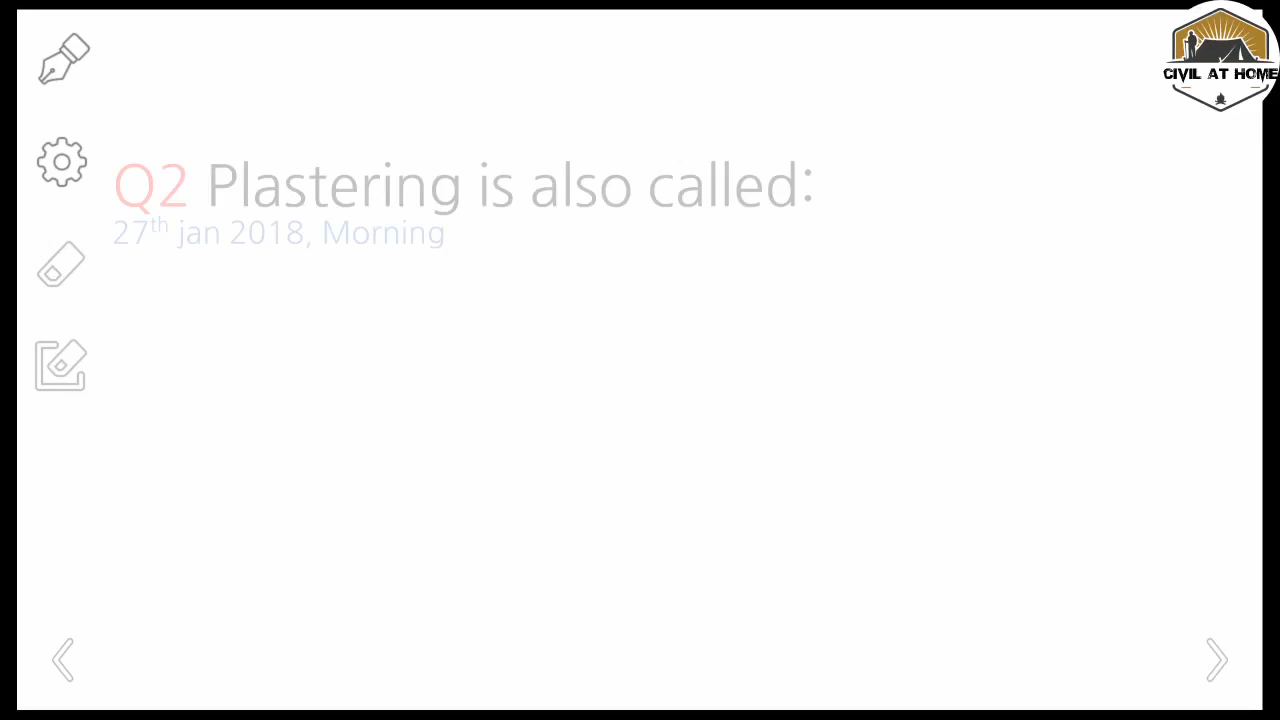 CIVIL AT HOME
Q2 Plastering is also called:
27th jan 2018, Morning